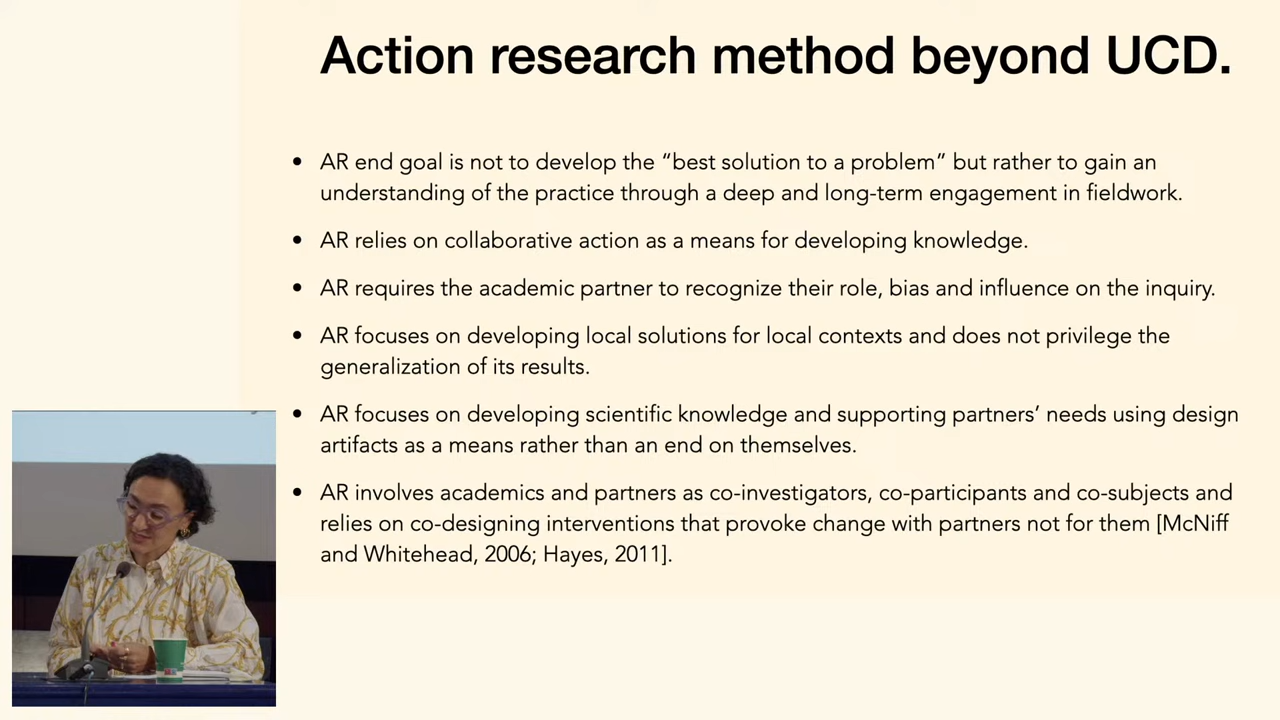 Action research method beyond UCD.
• AR end goal is not to develop the “best solution to a problem” but rather to gain an
understanding of the practice through a deep and long-term engagement in fieldwork.
• AR relies on collaborative action as a means for developing knowledge.
• AR requires the academic partner to recognize their role, bias and influence on the inquiry.
• AR focuses on developing local solutions for local contexts and does not privilege the
generalization of its results.
• AR focuses on developing scientific knowledge and supporting partners’ needs using design
artifacts as a means rather than an end on themselves.
• AR involves academics and partners as co-investigators, co-participants and co-subjects and
relies on co-designing interventions that provoke change with partners not for them [McNiff
and Whitehead, 2006; Hayes, 2011].